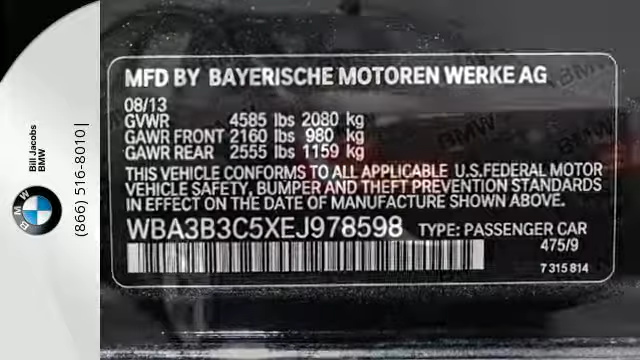 MFD BY BAYERISCHE MOTOREN WERKE AG
08/13
GVWR 4585 lbs 2080 kg
GAWR FRONT 2160 lbs 980 kg
GAWR REAR 2555 lbs 1159 kg
THIS VEHICLE CONFORMS TO ALL APPLICABLE U.S.FEDERAL MOTOR
VEHICLE SAFETY, BUMPER AND THEFT PREVENTION STANDARDS
IN EFFECT ON THE DATE OF MANUFACTURE SHOWN ABOVE.
WBA3B3C5XEJ978598 TYPE: PASSENGER CAR
475/9
7 315 814
Bill Jacobs
BMW
(866) 516-8010|
BMW